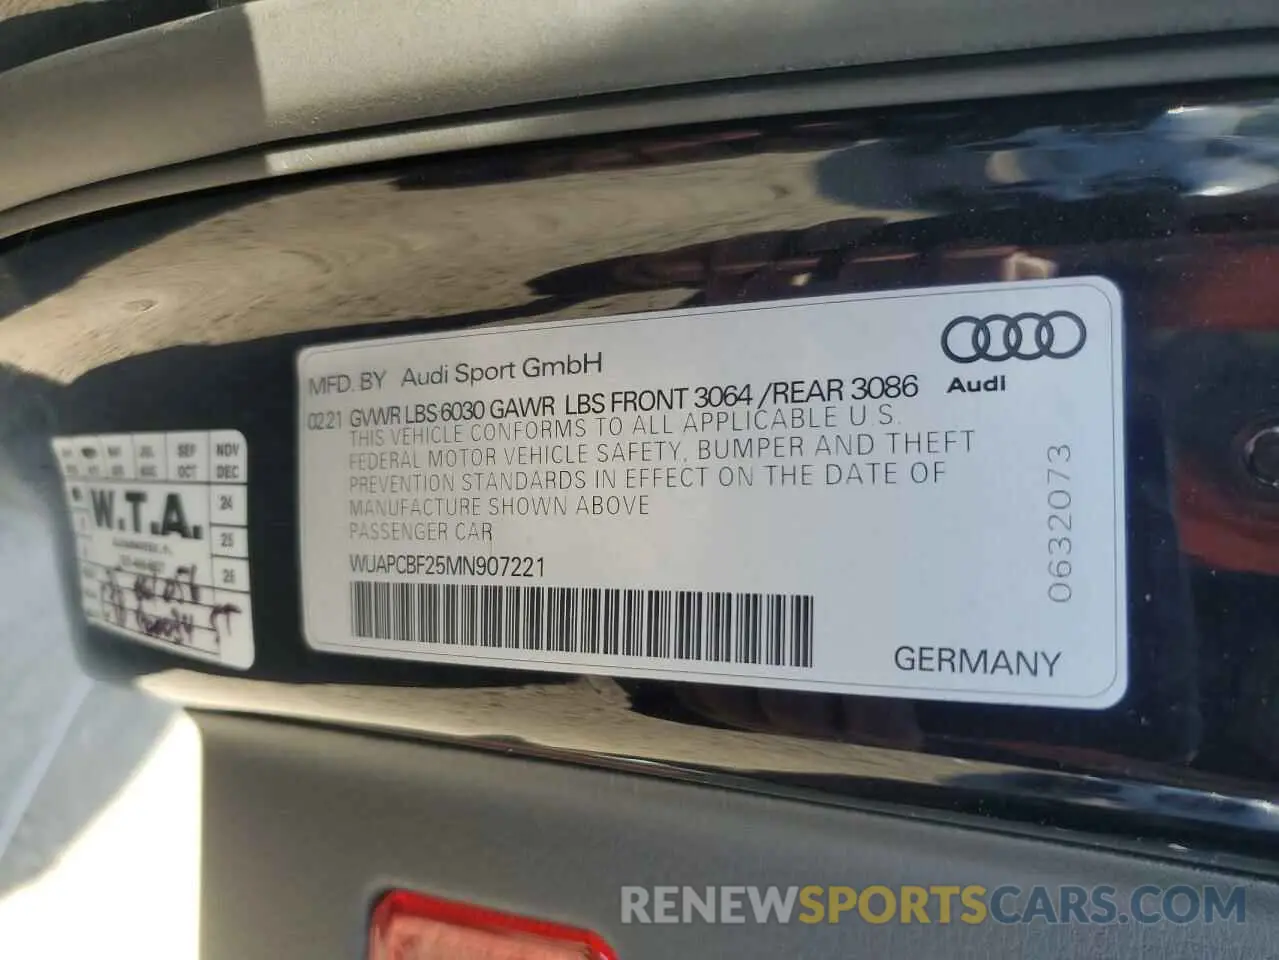 MFD. BY Audi Sport GmbH
Audi
02.21 GVWR LBS 6030 GAWR LBS FRONT 3064 /REAR 3086
THIS VEHICLE CONFORMS TO ALL APPLICABLE U.S.
FEDERAL MOTOR VEHICLE SAFETY, BUMPER AND THEFT
PREVENTION STANDARDS IN EFFECT ON THE DATE OF
MANUFACTURE SHOWN ABOVE
PASSENGER CAR
WUAPCBF25MN907221
0632073
GERMANY
SEP NOV
OCT DEC
W.T.A. 24
25
26
RENEWSPORTSCARS.COM